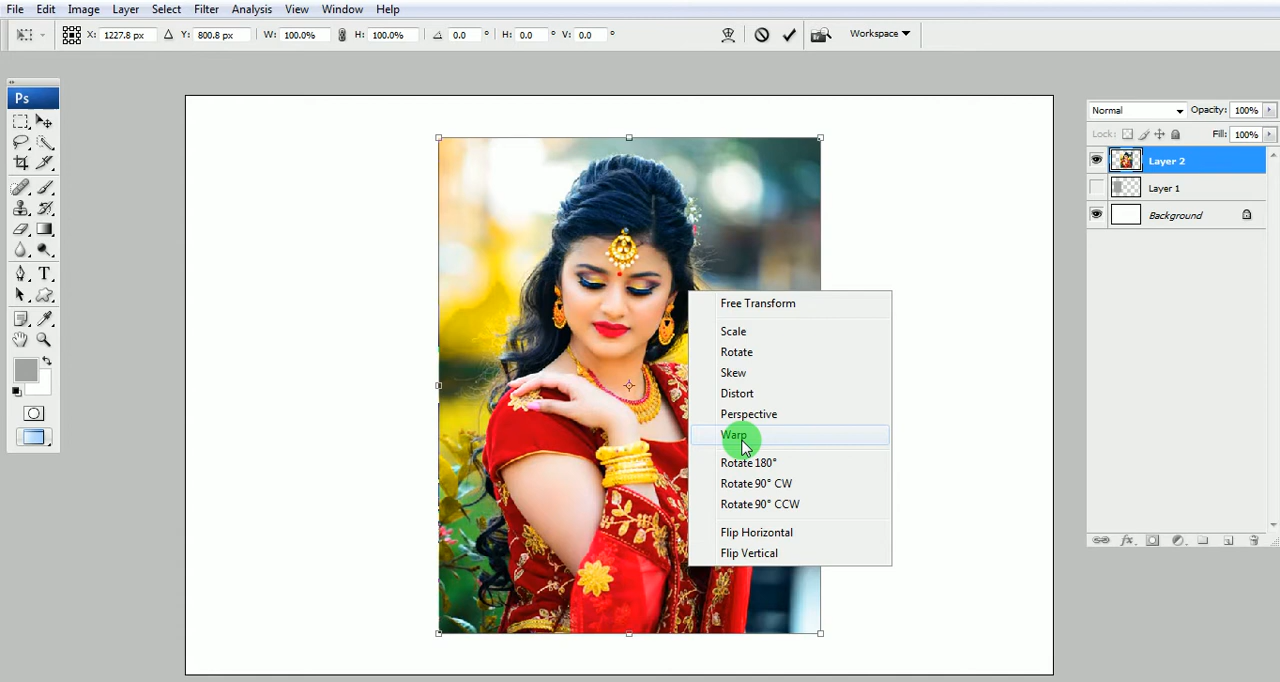 File Edit Image Layer Select Filter Analysis View Window Help
X: 1227.8 px Y: 800.8 px W: 100.0% H: 100.0% 0.0 ° H: 0.0 ° V: 0.0 ° Workspace
Ps
Normal Opacity: 100%
Lock: Fill: 100%
Layer 2
Layer 1
Background
Free Transform
Scale
Rotate
Skew
Distort
Perspective
Warp
Rotate 180°
Rotate 90° CW
Rotate 90° CCW
Flip Horizontal
Flip Vertical